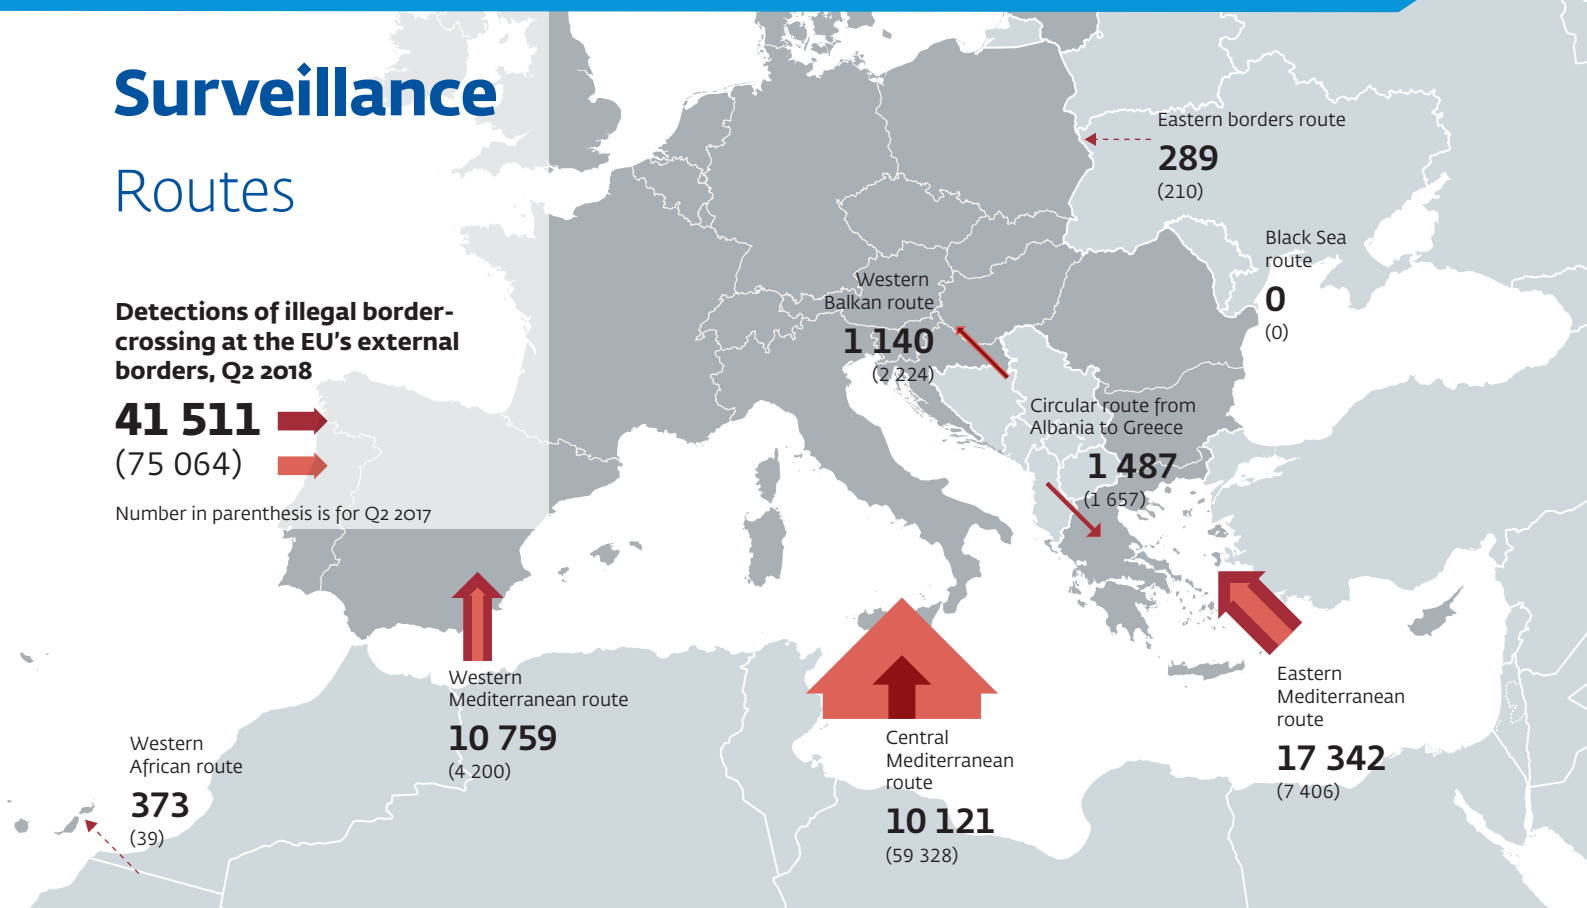 Surveillance
Routes
Detections of illegal border-
crossing at the EU's external
borders, Q2 2018
41 511
(75 064)
Number in parenthesis is for Q2 2017
Eastern borders route
289
(210)
Black Sea
route
0
(0)
Western
Balkan route
1 140
(2 224)
Circular route from
Albania to Greece
1 487
(1 657)
Western
Mediterranean route
10 759
(4 200)
Western
African route
373
(39)
Central
Mediterranean
route
10 121
(59 328)
Eastern
Mediterranean
route
17 342
(7 406)